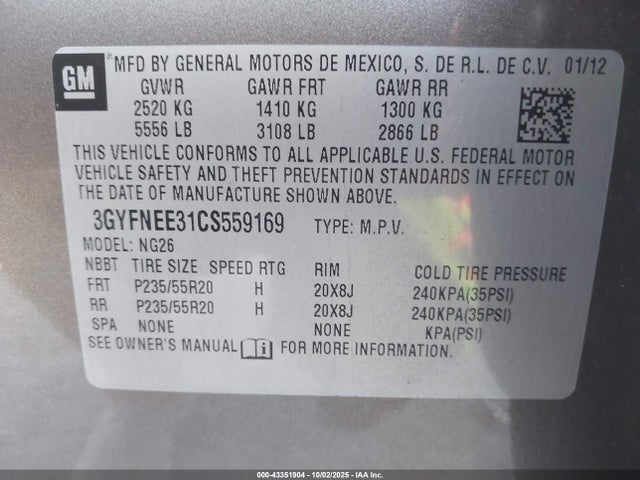 GM
MFD BY GENERAL MOTORS DE MEXICO, S. DE R.L. DE C.V. 01/12
GVWR GAWR FRT GAWR RR
2520 KG 1410 KG 1300 KG
5556 LB 3108 LB 2866 LB
THIS VEHICLE CONFORMS TO ALL APPLICABLE U.S. FEDERAL MOTOR
VEHICLE SAFETY AND THEFT PREVENTION STANDARDS IN EFFECT ON
THE DATE OF MANUFACTURE SHOWN ABOVE.
3GYFNEE31CS559169 TYPE: M.P.V.
MODEL: NG26
NBBT TIRE SIZE SPEED RTG RIM COLD TIRE PRESSURE
FRT P235/55R20 H 20X8J 240KPA(35PSI)
RR P235/55R20 H 20X8J 240KPA(35PSI)
SPA NONE NONE KPA(PSI)
SEE OWNER'S MANUAL FOR MORE INFORMATION.
000-43351904 - 10/02/2025 - IAA Inc.